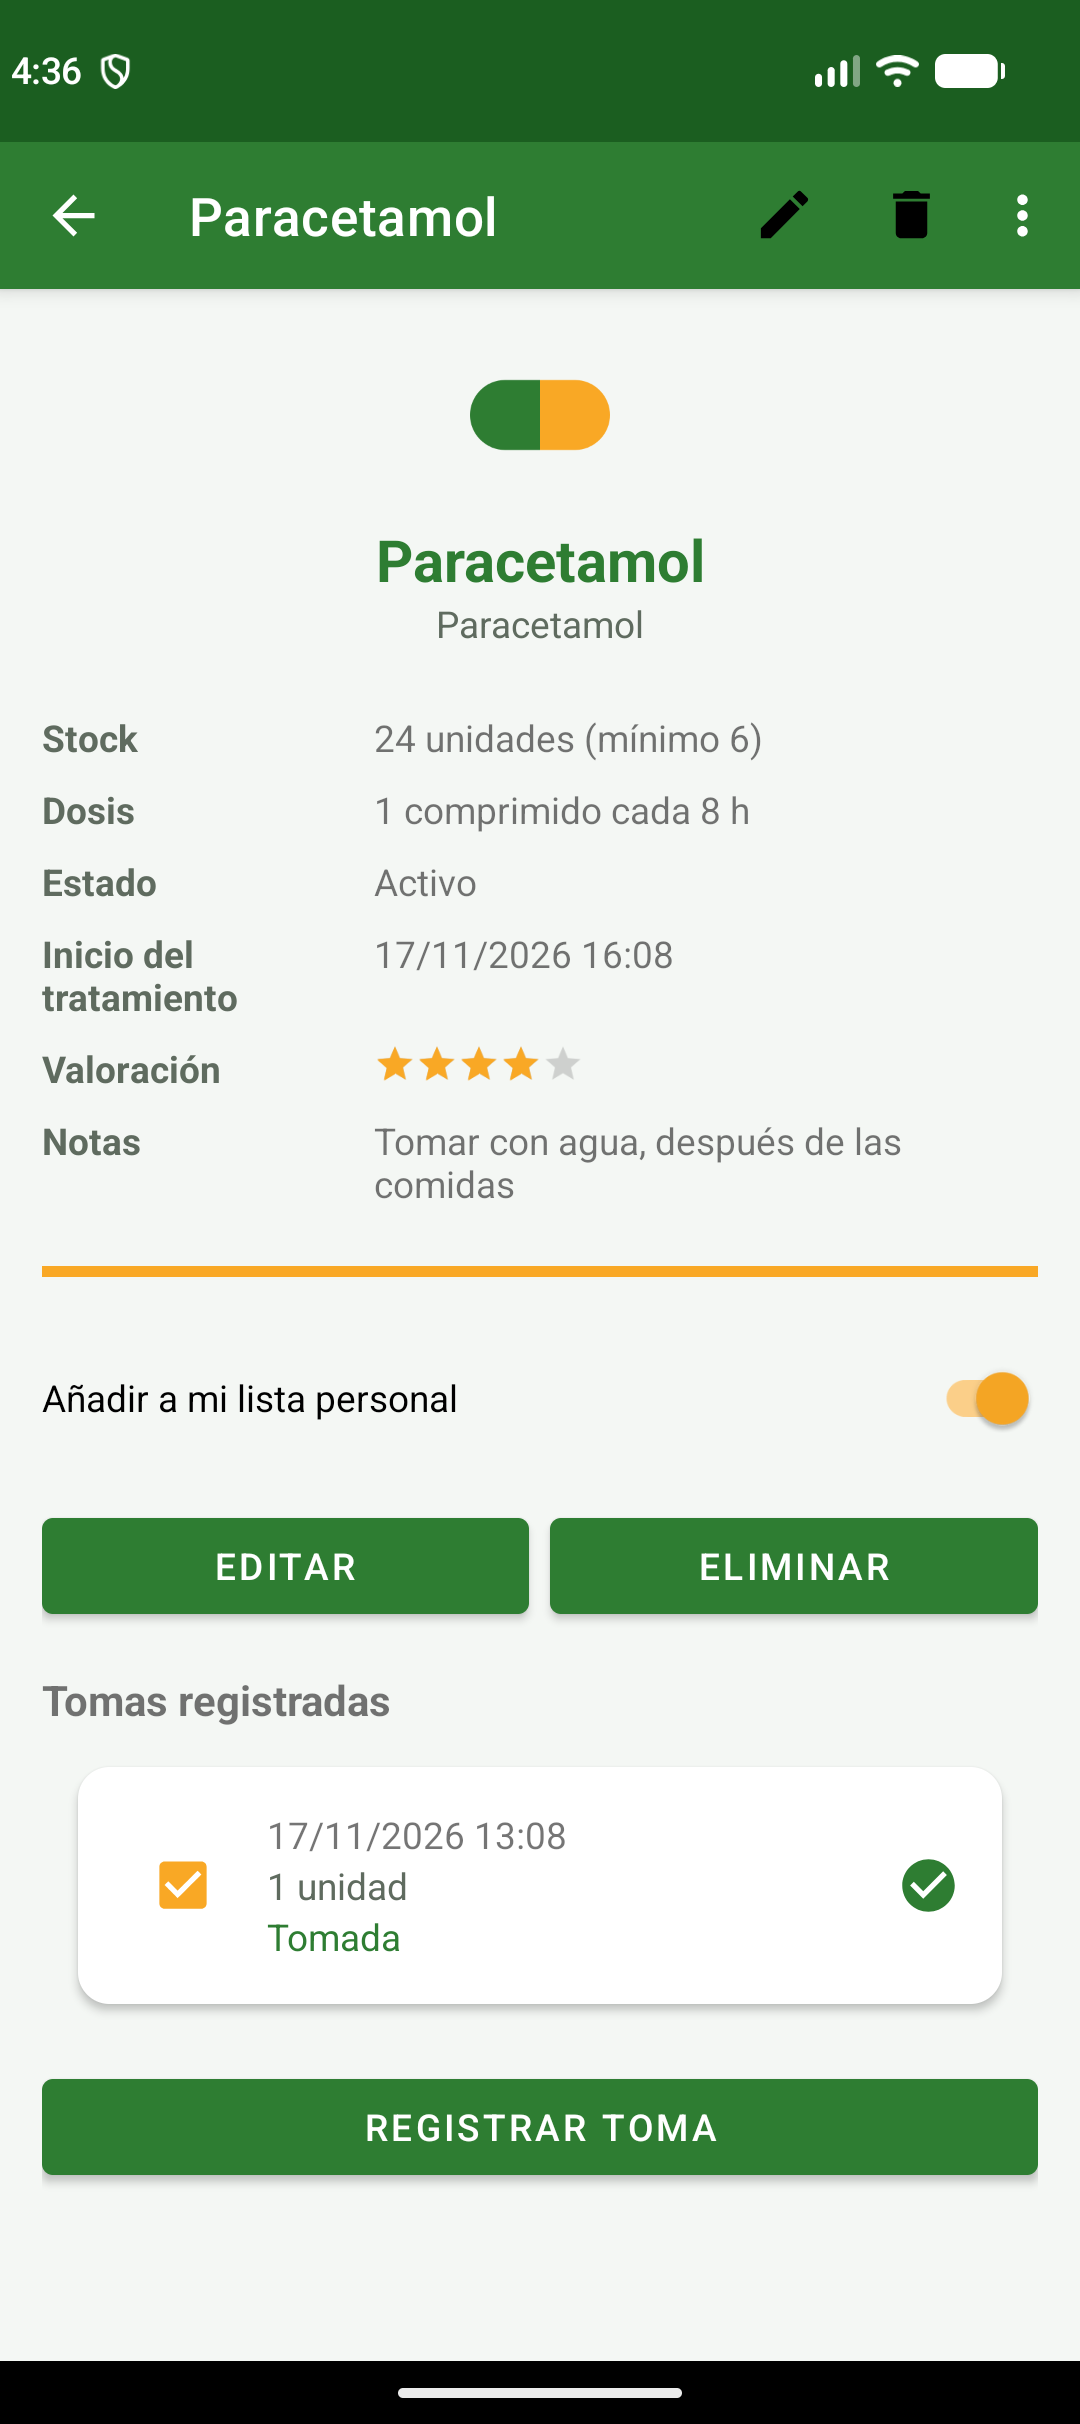 4:36
Paracetamol
Paracetamol
Paracetamol
Stock
24 unidades (mínimo 6)
Dosis
1 comprimido cada 8 h
Estado
Activo
Inicio del
tratamiento
17/11/2026 16:08
Valoración
Notas
Tomar con agua, después de las
comidas
Añadir a mi lista personal
EDITAR
ELIMINAR
Tomas registradas
17/11/2026 13:08
1 unidad
Tomada
REGISTRAR TOMA